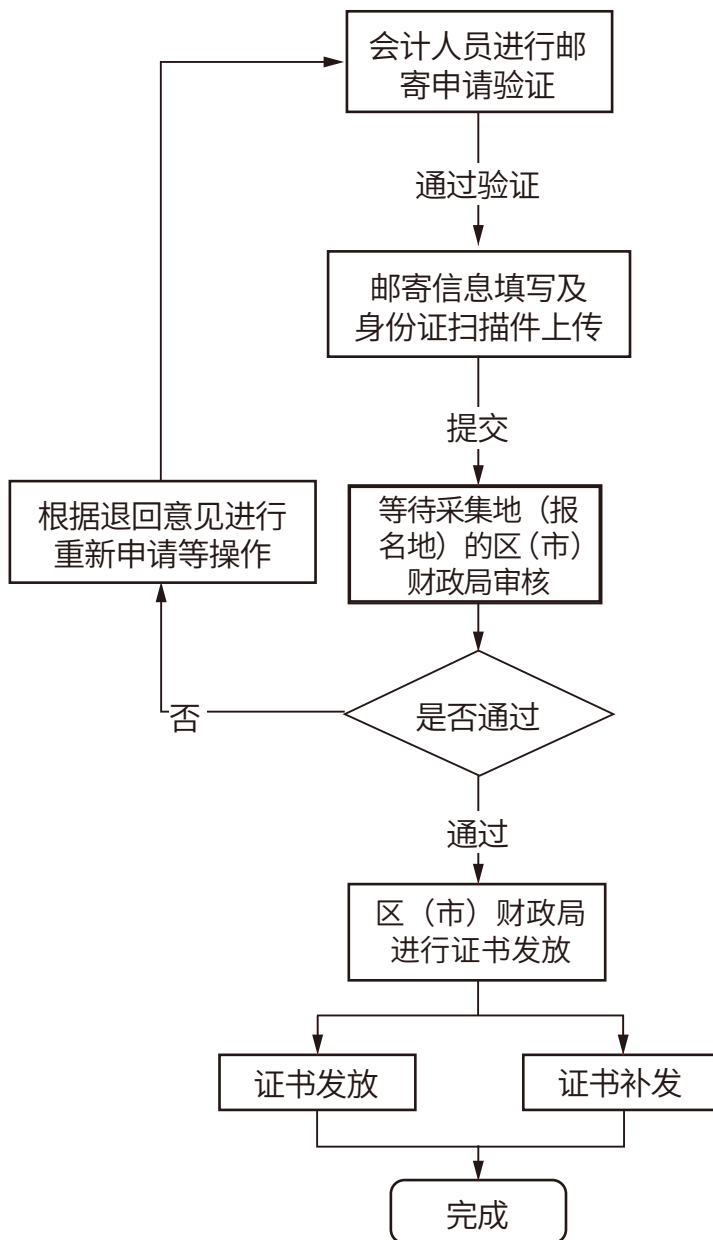 会计人员进行邮
寄申请验证
通过验证
邮寄信息填写及
身份证扫描件上传
提交
根据退回意见进行
重新申请等操作
等待采集地（报
名地）的区（市）
财政局审核
否
是否通过
通过
区（市）财政局
进行证书发放
证书发放
证书补发
完成